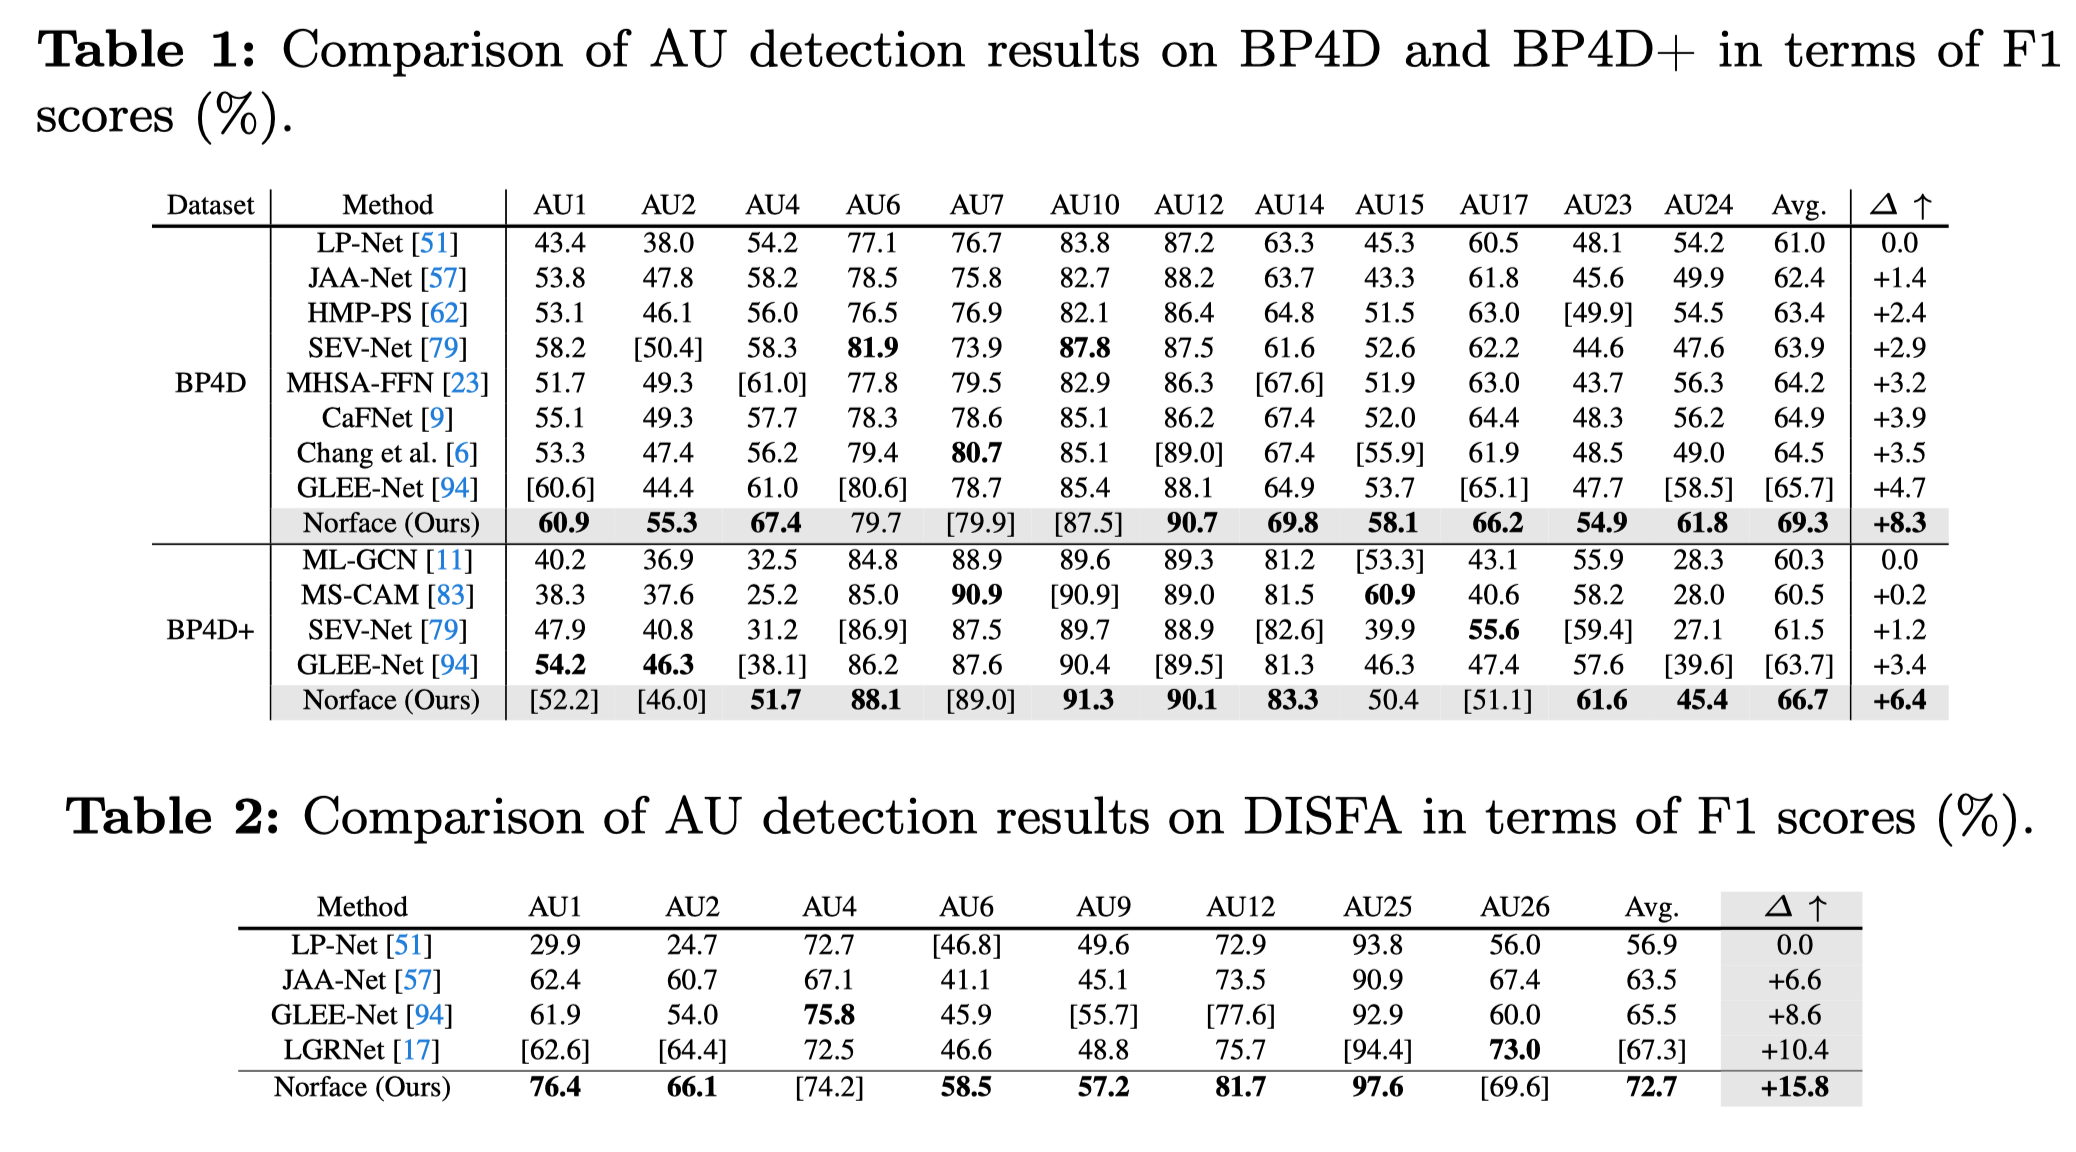 Table 1: Comparison of AU detection results on BP4D and BP4D+ in terms of F1
scores (%).
Dataset Method AU1 AU2 AU4 AU6 AU7 AU10 AU12 AU14 AU15 AU17 AU23 AU24 Avg. Δ ↑
LP-Net [51] 43.4 38.0 54.2 77.1 76.7 83.8 87.2 63.3 45.3 60.5 48.1 54.2 61.0 0.0
JAA-Net [57] 53.8 47.8 58.2 78.5 75.8 82.7 88.2 63.7 43.3 61.8 45.6 49.9 62.4 +1.4
HMP-PS [62] 53.1 46.1 56.0 76.5 76.9 82.1 86.4 64.8 51.5 63.0 [49.9] 54.5 63.4 +2.4
SEV-Net [79] 58.2 [50.4] 58.3 81.9 73.9 87.8 87.5 61.6 52.6 62.2 44.6 47.6 63.9 +2.9
BP4D MHSA-FFN [23] 51.7 49.3 [61.0] 77.8 79.5 82.9 86.3 [67.6] 51.9 63.0 43.7 56.3 64.2 +3.2
CaFNet [9] 55.1 49.3 57.7 78.3 78.6 85.1 86.2 67.4 52.0 64.4 48.3 56.2 64.9 +3.9
Chang et al. [6] 53.3 47.4 56.2 79.4 80.7 85.1 [89.0] 67.4 [55.9] 61.9 48.5 49.0 64.5 +3.5
GLEE-Net [94] [60.6] 44.4 61.0 [80.6] 78.7 85.4 88.1 64.9 53.7 [65.1] 47.7 [58.5] [65.7] +4.7
Norface (Ours) 60.9 55.3 67.4 79.7 [79.9] [87.5] 90.7 69.8 58.1 66.2 54.9 61.8 69.3 +8.3
ML-GCN [11] 40.2 36.9 32.5 84.8 88.9 89.6 89.3 81.2 [53.3] 43.1 55.9 28.3 60.3 0.0
MS-CAM [83] 38.3 37.6 25.2 85.0 90.9 [90.9] 89.0 81.5 60.9 40.6 58.2 28.0 60.5 +0.2
BP4D+ SEV-Net [79] 47.9 40.8 31.2 [86.9] 87.5 89.7 88.9 [82.6] 39.9 55.6 [59.4] 27.1 61.5 +1.2
GLEE-Net [94] 54.2 46.3 [38.1] 86.2 87.6 90.4 [89.5] 81.3 46.3 47.4 57.6 [39.6] [63.7] +3.4
Norface (Ours) [52.2] [46.0] 51.7 88.1 [89.0] 91.3 90.1 83.3 50.4 [51.1] 61.6 45.4 66.7 +6.4
Table 2: Comparison of AU detection results on DISFA in terms of F1 scores (%).
Method AU1 AU2 AU4 AU6 AU9 AU12 AU25 AU26 Avg. Δ ↑
LP-Net [51] 29.9 24.7 72.7 [46.8] 49.6 72.9 93.8 56.0 56.9 0.0
JAA-Net [57] 62.4 60.7 67.1 41.1 45.1 73.5 90.9 67.4 63.5 +6.6
GLEE-Net [94] 61.9 54.0 75.8 45.9 [55.7] [77.6] 92.9 60.0 65.5 +8.6
LGRNet [17] [62.6] [64.4] 72.5 46.6 48.8 75.7 [94.4] 73.0 [67.3] +10.4
Norface (Ours) 76.4 66.1 [74.2] 58.5 57.2 81.7 97.6 [69.6] 72.7 +15.8